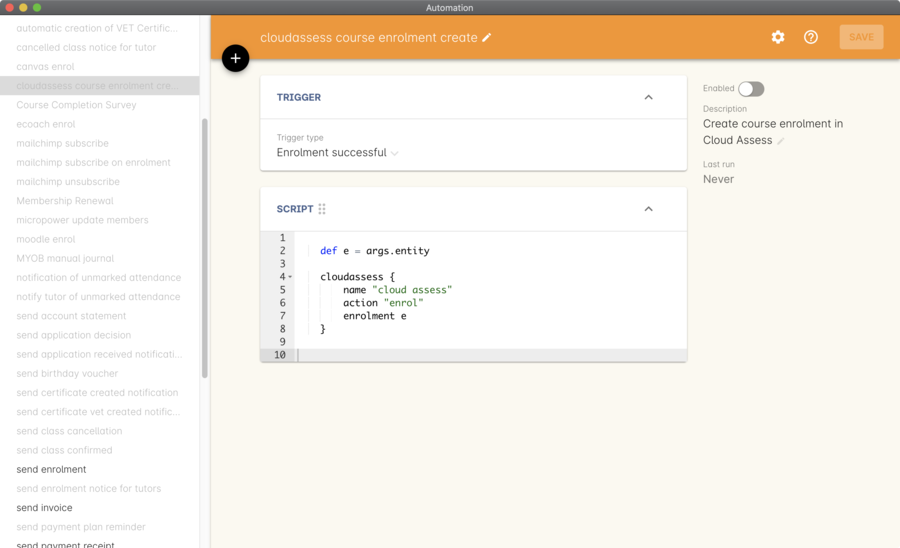 Automation
automatic creation of VET Certific...
cancelled class notice for tutor
canvas enrol
cloudassess course enrolment cre...
Course Completion Survey
ecoach enrol
mailchimp subscribe
mailchimp subscribe on enrolment
mailchimp unsubscribe
Membership Renewal
micropower update members
moodle enrol
MYOB manual journal
notification of unmarked attendance
notify tutor of unmarked attendance
send account statement
send application decision
send application received notificati...
send birthday voucher
send certificate created notification
send certificate vet created notific...
send class cancellation
send class confirmed
send enrolment
send enrolment notice for tutors
send invoice
send payment plan reminder
send payment receipt
cloudassess course enrolment create
SAVE
TRIGGER
Trigger type
Enrolment successful
SCRIPT
1
2 def e = args.entity
3
4 cloudassess {
5 name "cloud assess"
6 action "enrol"
7 enrolment e
8 }
9
10
Enabled
Description
Create course enrolment in
Cloud Assess
Last run
Never